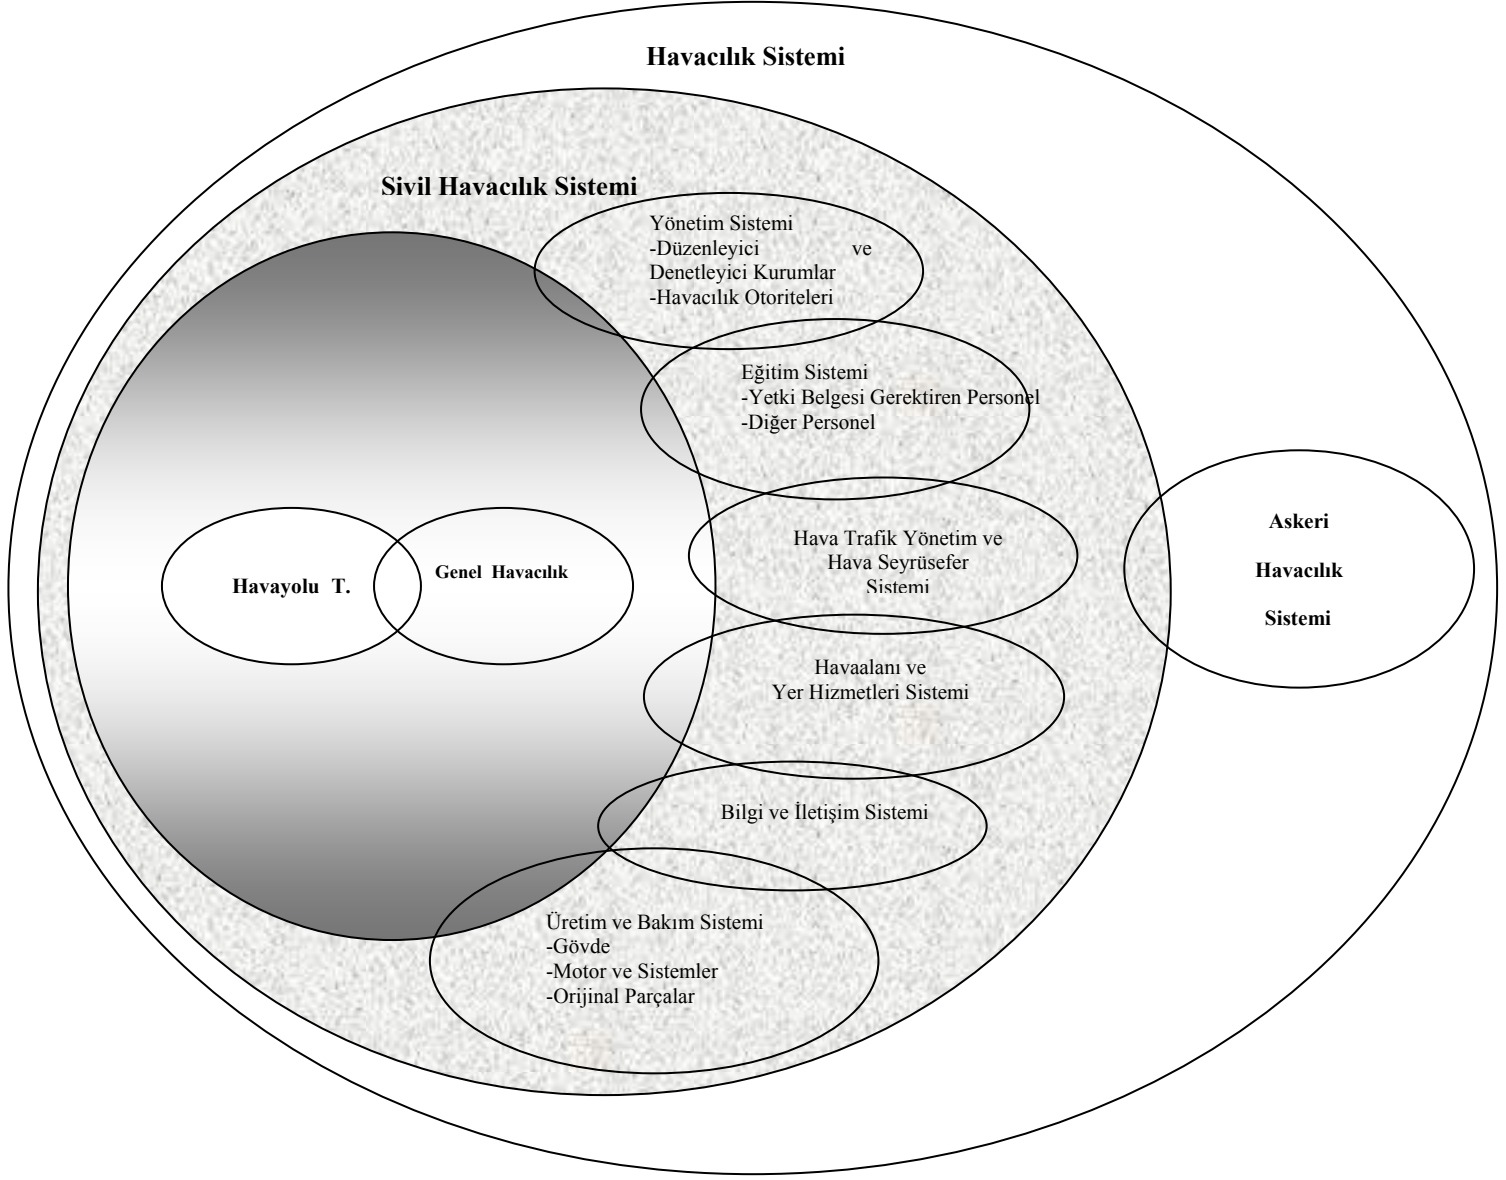 Havacılık Sistemi
Sivil Havacılık Sistemi
Yönetim Sistemi
-Düzenleyici ve
Denetleyici Kurumlar
-Havacılık Otoriteleri
Eğitim Sistemi
-Yetki Belgesi Gerektiren Personel
-Diğer Personel
Hava Trafik Yönetim ve
Hava Seyrüsefer
Sistemi
Askeri
Havacılık
Sistemi
Havayolu T.
Genel Havacılık
Havaalanı ve
Yer Hizmetleri Sistemi
Bilgi ve İletişim Sistemi
Üretim ve Bakım Sistemi
-Gövde
-Motor ve Sistemler
-Orijinal Parçalar